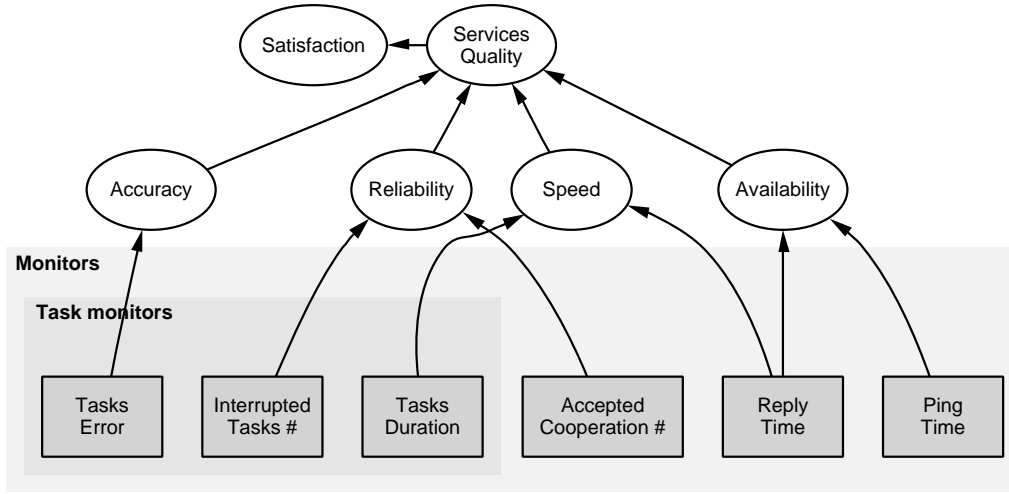 Satisfaction
Services
Quality
Accuracy
Reliability
Speed
Availability
Monitors
Task monitors
Tasks
Error
Interrupted
Tasks #
Tasks
Duration
Accepted
Cooperation #
Reply
Time
Ping
Time